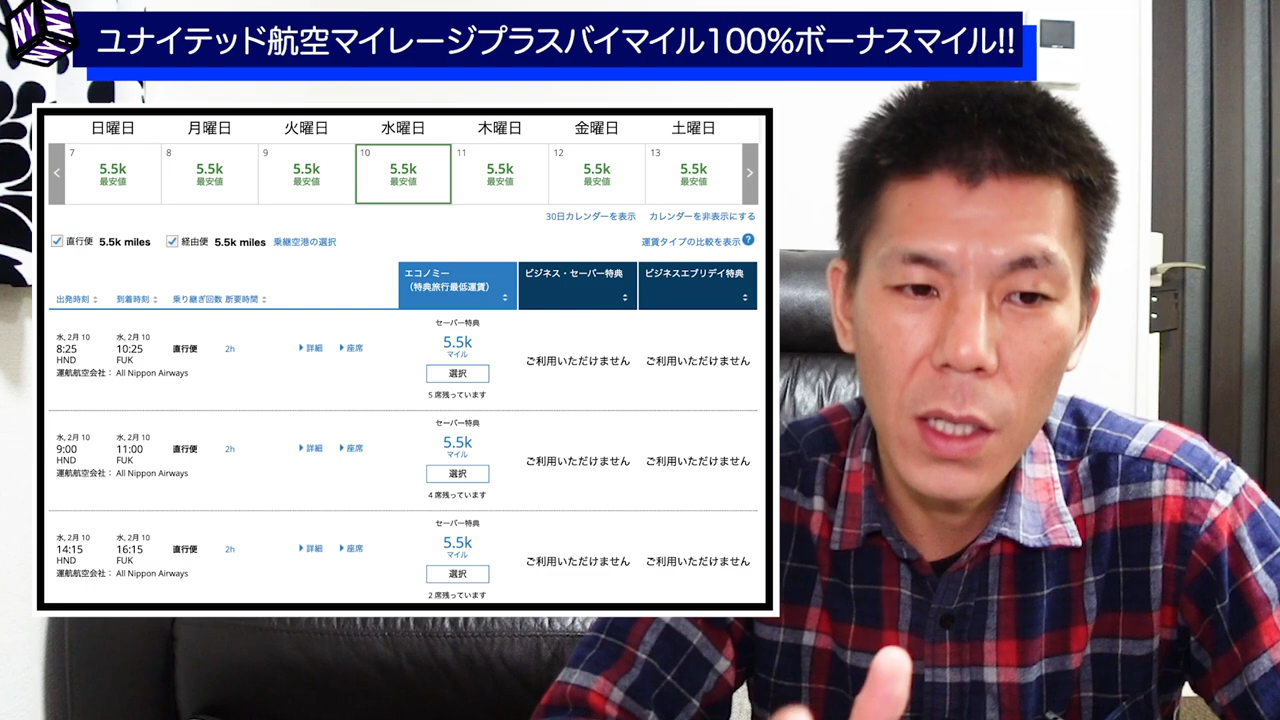 NY
NY
NY
NY
ユナイテッド航空マイレージプラスバイマイル100%ボーナスマイル!!
日曜日 月曜日 火曜日 水曜日 木曜日 金曜日 土曜日
7 8 9 10 11 12 13
5.5k 5.5k 5.5k 5.5k 5.5k 5.5k 5.5k
最安値 最安値 最安値 最安値 最安値 最安値 最安値
30日カレンダーを表示 カレンダーを非表示にする
直行便 5.5k miles 経由便 5.5k miles 乗継空港の選択 運賃タイプの比較を表示 ?
エコノミー ビジネス・セーバー特典 ビジネスエブリデイ特典
(特典旅行最低運賃)
出発時刻 到着時刻 乗り継ぎ回数 所要時間
セーバー特典
水, 2月 10 水, 2月 10
8:25 10:25 直行便 2h 詳細 座席 5.5k
HND FUK マイル ご利用いただけません ご利用いただけません
運航航空会社： All Nippon Airways 選択
5 席残っています
セーバー特典
水, 2月 10 水, 2月 10
9:00 11:00 直行便 2h 詳細 座席 5.5k
HND FUK マイル ご利用いただけません ご利用いただけません
運航航空会社： All Nippon Airways 選択
4 席残っています
セーバー特典
水, 2月 10 水, 2月 10
14:15 16:15 直行便 2h 詳細 座席 5.5k
HND FUK マイル ご利用いただけません ご利用いただけません
運航航空会社： All Nippon Airways 選択
2 席残っています